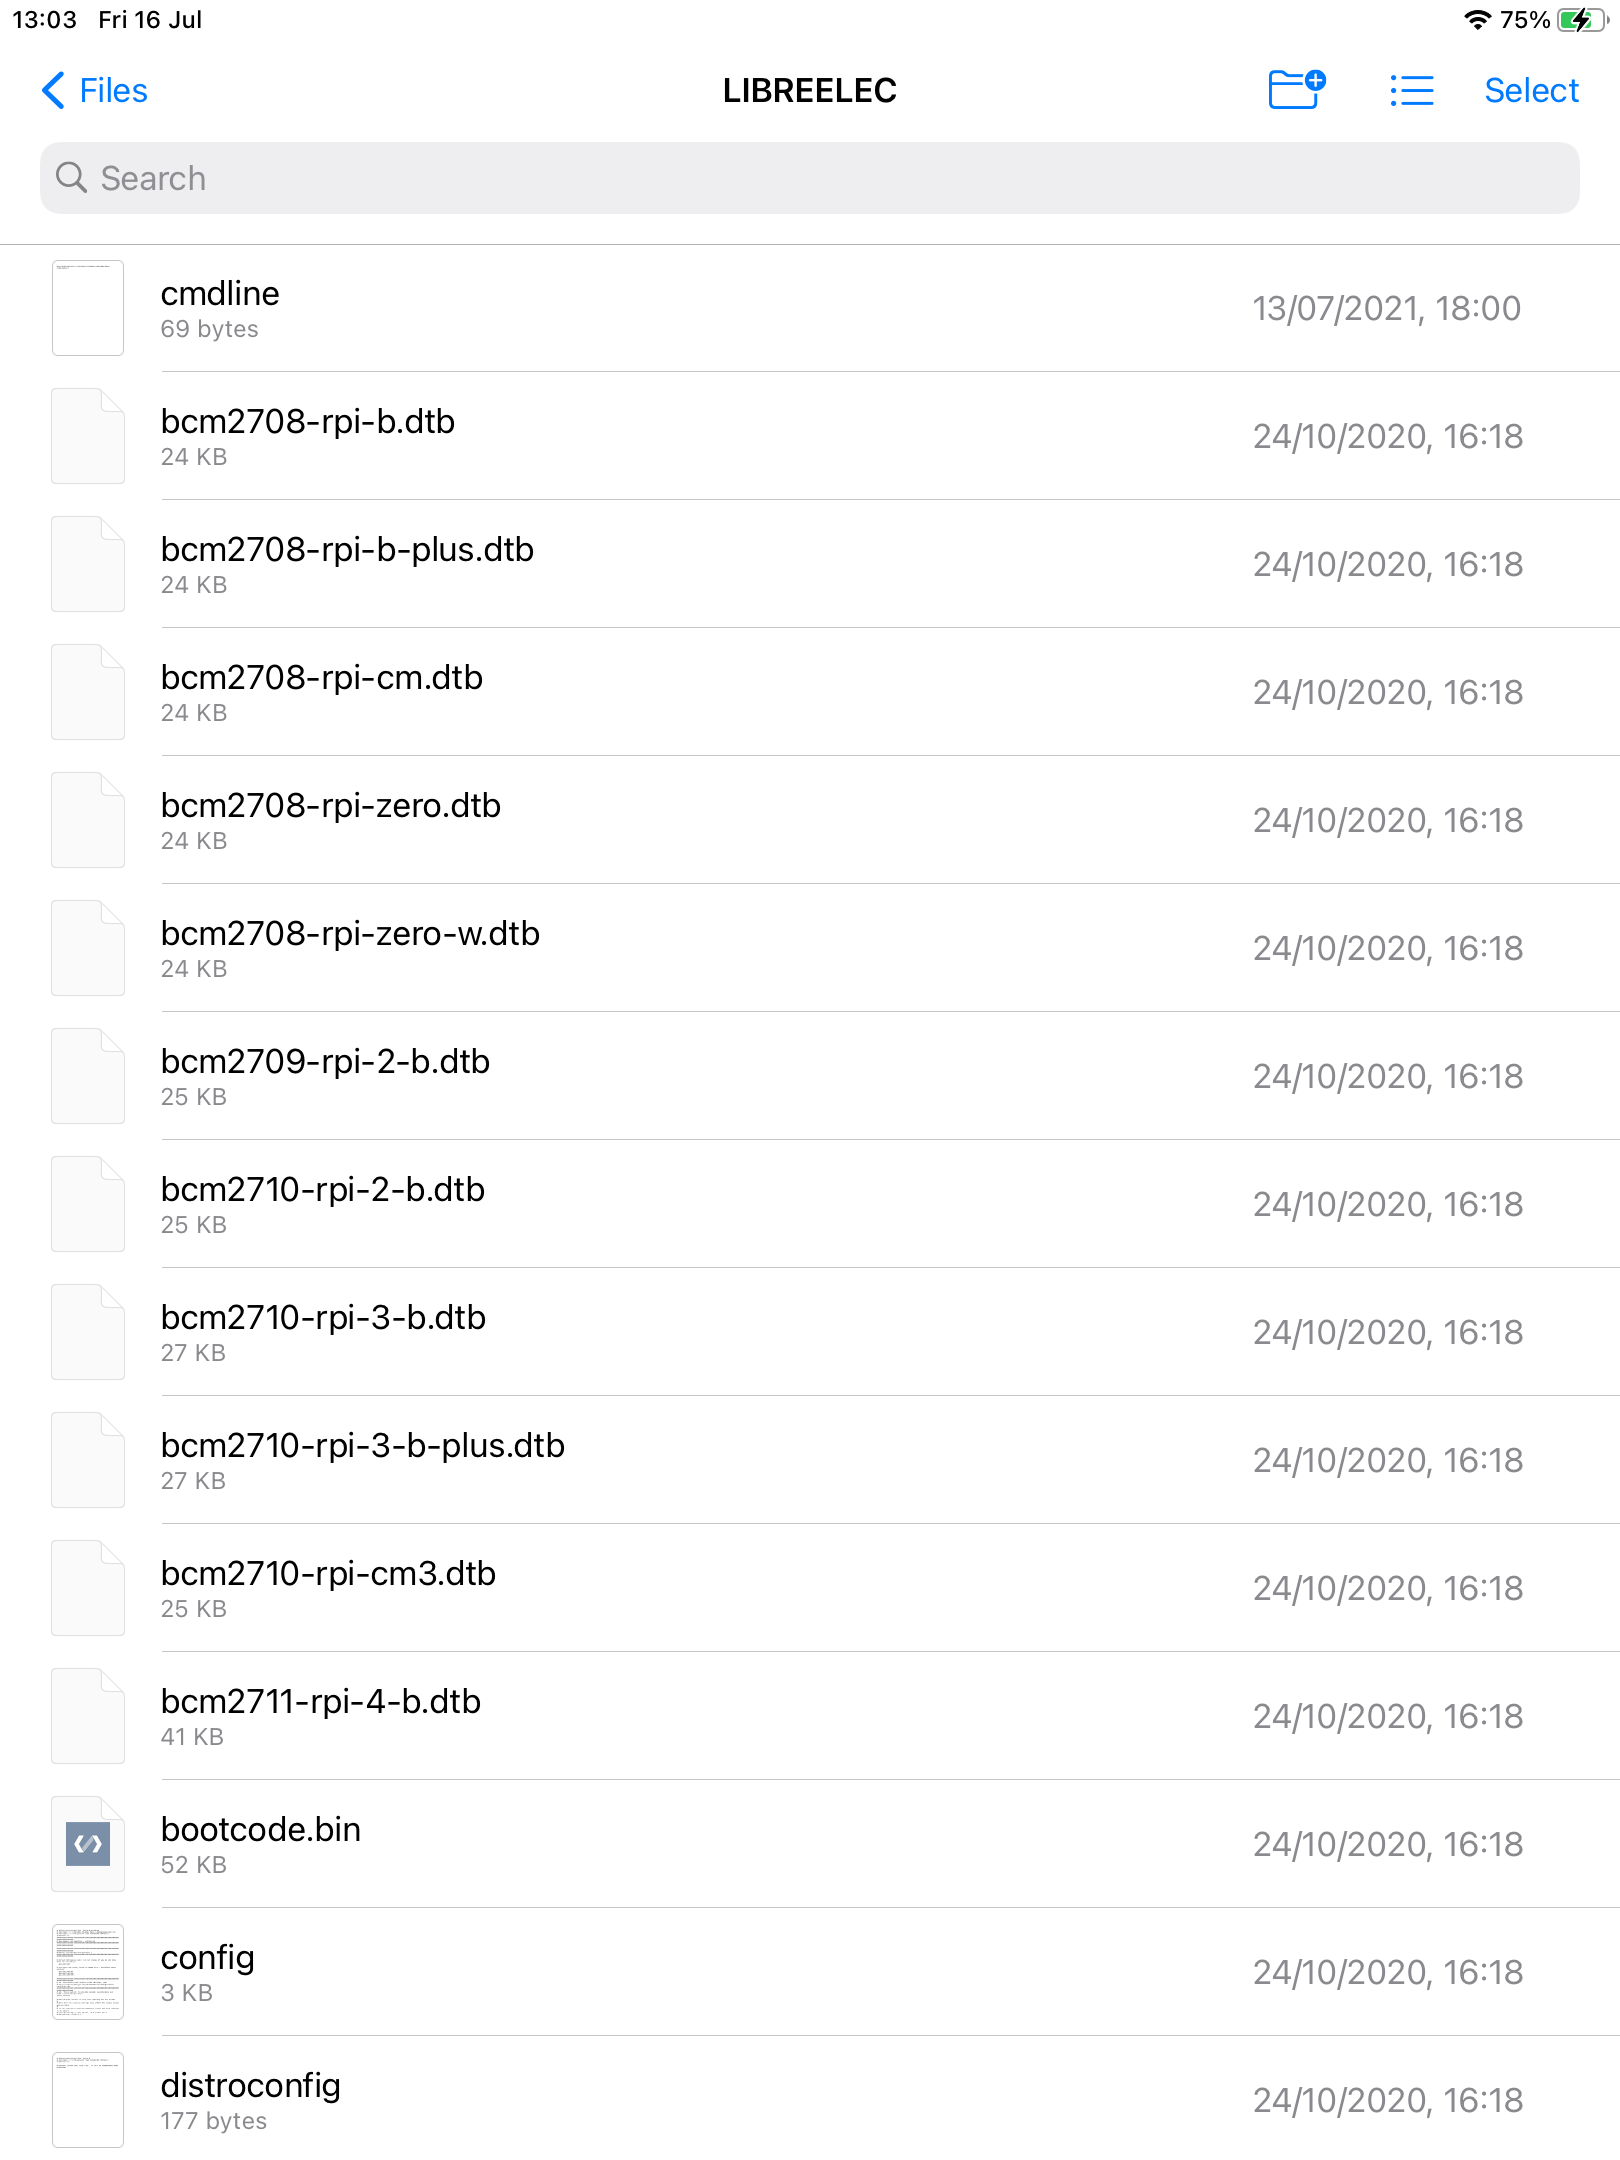 13:03 Fri 16 Jul 75%
Files LIBREELEC Select
Search
cmdline
69 bytes
13/07/2021, 18:00
bcm2708-rpi-b.dtb
24 KB
24/10/2020, 16:18
bcm2708-rpi-b-plus.dtb
24 KB
24/10/2020, 16:18
bcm2708-rpi-cm.dtb
24 KB
24/10/2020, 16:18
bcm2708-rpi-zero.dtb
24 KB
24/10/2020, 16:18
bcm2708-rpi-zero-w.dtb
24 KB
24/10/2020, 16:18
bcm2709-rpi-2-b.dtb
25 KB
24/10/2020, 16:18
bcm2710-rpi-2-b.dtb
25 KB
24/10/2020, 16:18
bcm2710-rpi-3-b.dtb
27 KB
24/10/2020, 16:18
bcm2710-rpi-3-b-plus.dtb
27 KB
24/10/2020, 16:18
bcm2710-rpi-cm3.dtb
25 KB
24/10/2020, 16:18
bcm2711-rpi-4-b.dtb
41 KB
24/10/2020, 16:18
bootcode.bin
52 KB
24/10/2020, 16:18
config
3 KB
24/10/2020, 16:18
distroconfig
177 bytes
24/10/2020, 16:18